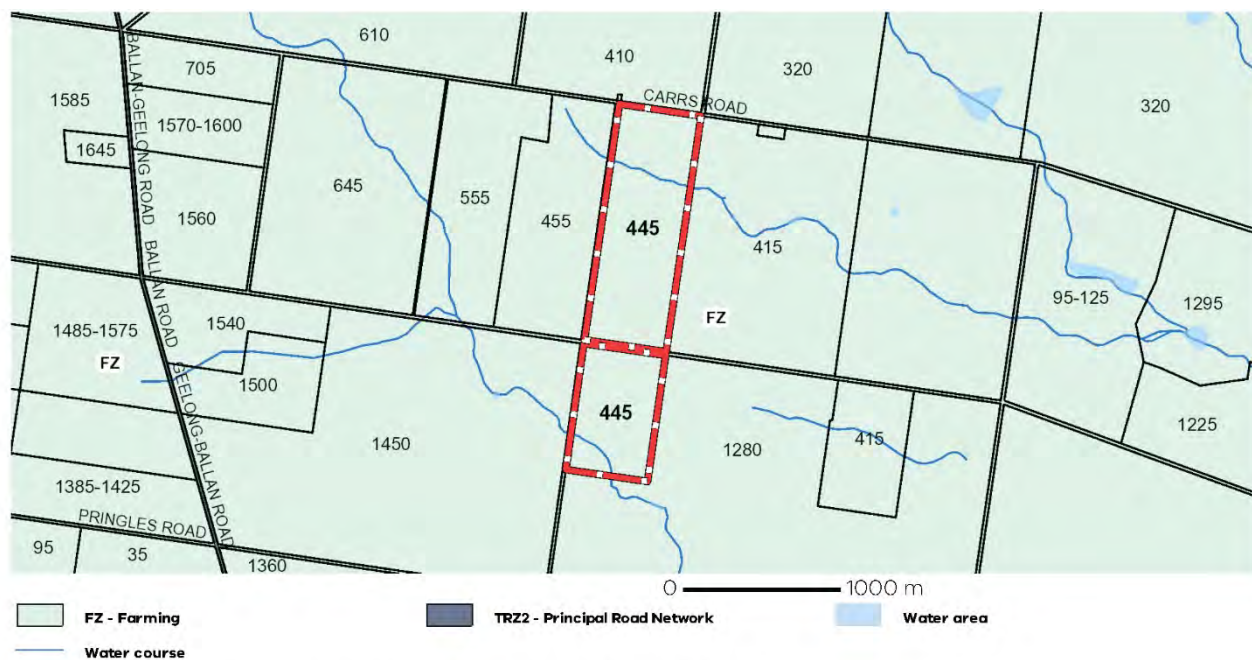 610
410
320
320
705
CARRS ROAD
1585
1570-1600
1645
645
555
455
445
415
1560
BALLAN-GEELONG ROAD
BALLAN ROAD
GEELONG-BALLAN ROAD
95-125
1295
FZ
1485-1575
FZ
1540
1500
445
415
1225
1450
1280
1385-1425
PRINGLES ROAD
95
35
1360
0 1000 m
FZ - Farming
TRZ2 - Principal Road Network
Water area
Water course